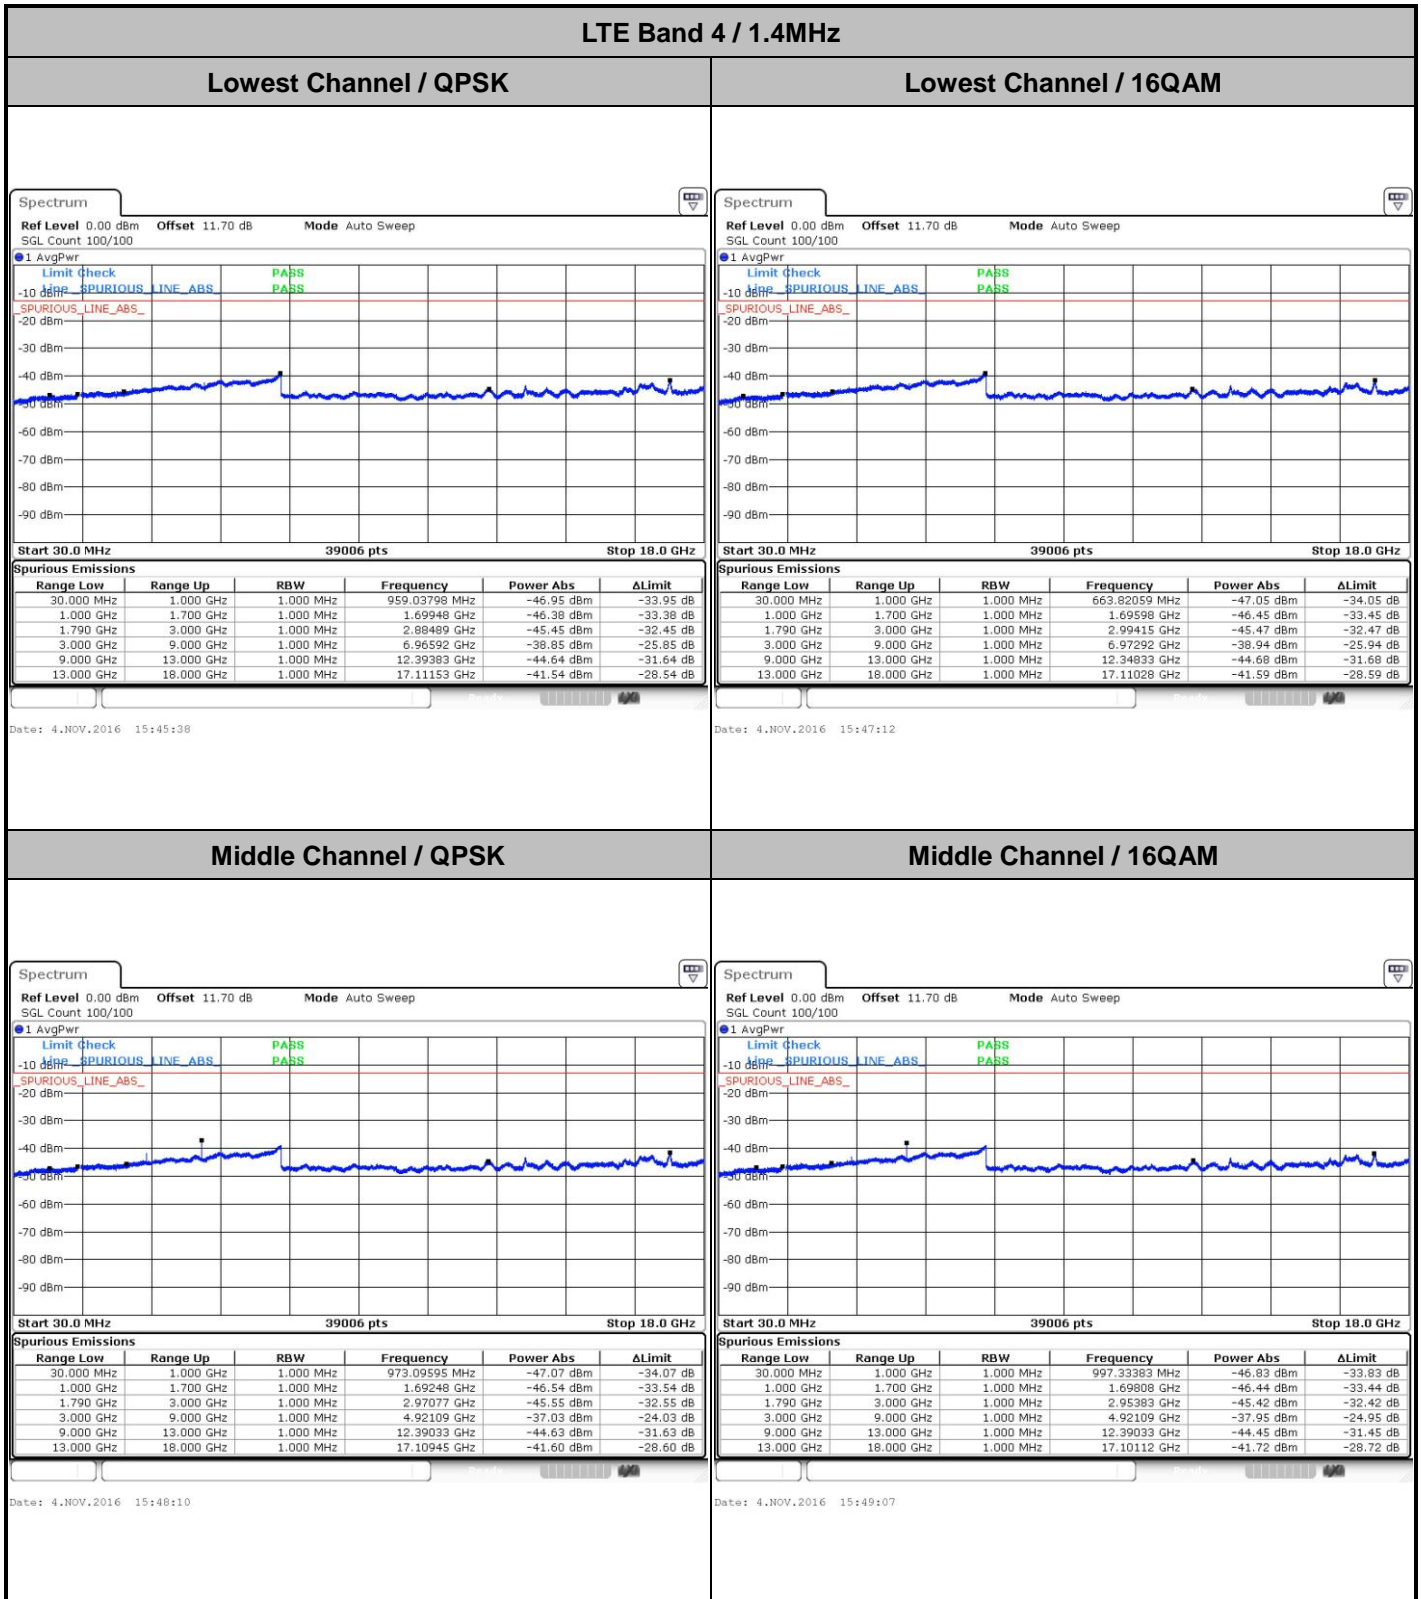 LTE Band 4 / 1.4MHz
Lowest Channel / QPSK
Lowest Channel / 16QAM
Spectrum
Ref Level 0.00 dBm Offset 11.70 dB Mode Auto Sweep
SGL Count 100/100
1 AvgPwr
Limit Check PASS
Line _SPURIOUS_LINE_ABS_ PASS
-10 dBm
_SPURIOUS_LINE_ABS_
-20 dBm
-30 dBm
-40 dBm
-50 dBm
-60 dBm
-70 dBm
-80 dBm
-90 dBm
Start 30.0 MHz 39006 pts Stop 18.0 GHz
Spurious Emissions
Range Low Range Up RBW Frequency Power Abs ΔLimit
30.000 MHz 1.000 GHz 1.000 MHz 959.03798 MHz -46.95 dBm -33.95 dB
1.000 GHz 1.700 GHz 1.000 MHz 1.69948 GHz -46.38 dBm -33.38 dB
1.790 GHz 3.000 GHz 1.000 MHz 2.88489 GHz -45.45 dBm -32.45 dB
3.000 GHz 9.000 GHz 1.000 MHz 6.96592 GHz -38.85 dBm -25.85 dB
9.000 GHz 13.000 GHz 1.000 MHz 12.39383 GHz -44.64 dBm -31.64 dB
13.000 GHz 18.000 GHz 1.000 MHz 17.11153 GHz -41.54 dBm -28.54 dB
Date: 4.NOV.2016 15:45:38
Spectrum
Ref Level 0.00 dBm Offset 11.70 dB Mode Auto Sweep
SGL Count 100/100
1 AvgPwr
Limit Check PASS
Line _SPURIOUS_LINE_ABS_ PASS
-10 dBm
_SPURIOUS_LINE_ABS_
-20 dBm
-30 dBm
-40 dBm
-50 dBm
-60 dBm
-70 dBm
-80 dBm
-90 dBm
Start 30.0 MHz 39006 pts Stop 18.0 GHz
Spurious Emissions
Range Low Range Up RBW Frequency Power Abs ΔLimit
30.000 MHz 1.000 GHz 1.000 MHz 663.82059 MHz -47.05 dBm -34.05 dB
1.000 GHz 1.700 GHz 1.000 MHz 1.69598 GHz -46.45 dBm -33.45 dB
1.790 GHz 3.000 GHz 1.000 MHz 2.99415 GHz -45.47 dBm -32.47 dB
3.000 GHz 9.000 GHz 1.000 MHz 6.97292 GHz -38.94 dBm -25.94 dB
9.000 GHz 13.000 GHz 1.000 MHz 12.34833 GHz -44.68 dBm -31.68 dB
13.000 GHz 18.000 GHz 1.000 MHz 17.11028 GHz -41.59 dBm -28.59 dB
Date: 4.NOV.2016 15:47:12
Middle Channel / QPSK
Middle Channel / 16QAM
Spectrum
Ref Level 0.00 dBm Offset 11.70 dB Mode Auto Sweep
SGL Count 100/100
1 AvgPwr
Limit Check PASS
Line _SPURIOUS_LINE_ABS_ PASS
-10 dBm
_SPURIOUS_LINE_ABS_
-20 dBm
-30 dBm
-40 dBm
-50 dBm
-60 dBm
-70 dBm
-80 dBm
-90 dBm
Start 30.0 MHz 39006 pts Stop 18.0 GHz
Spurious Emissions
Range Low Range Up RBW Frequency Power Abs ΔLimit
30.000 MHz 1.000 GHz 1.000 MHz 973.09595 MHz -47.07 dBm -34.07 dB
1.000 GHz 1.700 GHz 1.000 MHz 1.69248 GHz -46.54 dBm -33.54 dB
1.790 GHz 3.000 GHz 1.000 MHz 2.97077 GHz -45.55 dBm -32.55 dB
3.000 GHz 9.000 GHz 1.000 MHz 4.92109 GHz -37.03 dBm -24.03 dB
9.000 GHz 13.000 GHz 1.000 MHz 12.39033 GHz -44.63 dBm -31.63 dB
13.000 GHz 18.000 GHz 1.000 MHz 17.10945 GHz -41.60 dBm -28.60 dB
Date: 4.NOV.2016 15:48:10
Spectrum
Ref Level 0.00 dBm Offset 11.70 dB Mode Auto Sweep
SGL Count 100/100
1 AvgPwr
Limit Check PASS
Line _SPURIOUS_LINE_ABS_ PASS
-10 dBm
_SPURIOUS_LINE_ABS_
-20 dBm
-30 dBm
-40 dBm
-50 dBm
-60 dBm
-70 dBm
-80 dBm
-90 dBm
Start 30.0 MHz 39006 pts Stop 18.0 GHz
Spurious Emissions
Range Low Range Up RBW Frequency Power Abs ΔLimit
30.000 MHz 1.000 GHz 1.000 MHz 997.33383 MHz -46.83 dBm -33.83 dB
1.000 GHz 1.700 GHz 1.000 MHz 1.69808 GHz -46.44 dBm -33.44 dB
1.790 GHz 3.000 GHz 1.000 MHz 2.95383 GHz -45.42 dBm -32.42 dB
3.000 GHz 9.000 GHz 1.000 MHz 4.92109 GHz -37.95 dBm -24.95 dB
9.000 GHz 13.000 GHz 1.000 MHz 12.39033 GHz -44.45 dBm -31.45 dB
13.000 GHz 18.000 GHz 1.000 MHz 17.10112 GHz -41.72 dBm -28.72 dB
Date: 4.NOV.2016 15:49:07